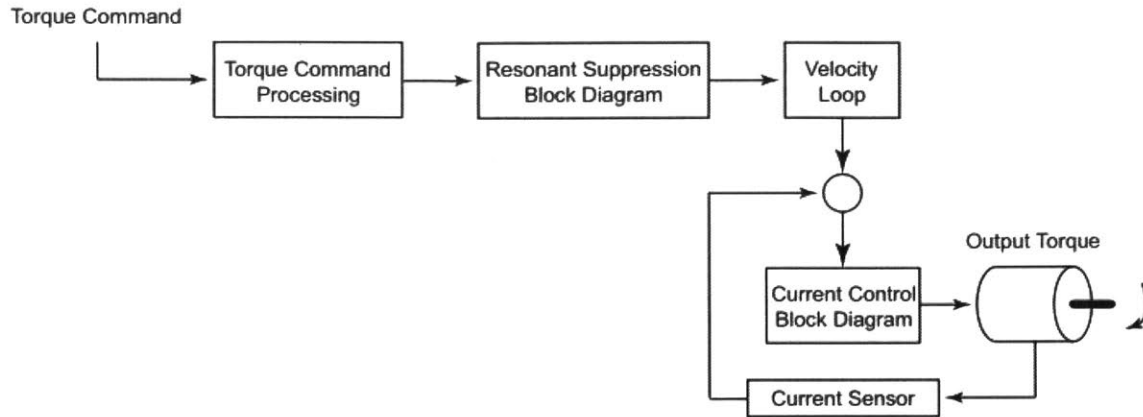 Torque Command
Torque Command
Processing
Resonant Suppression
Block Diagram
Velocity
Loop
Output Torque
Current Control
Block Diagram
Current Sensor